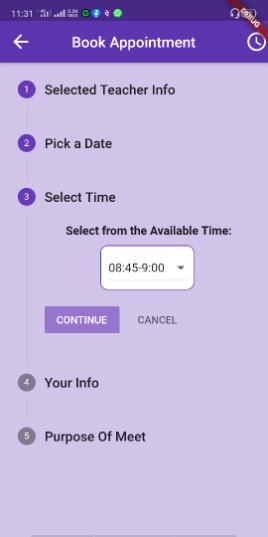 11:31
Book Appointment
DEBUG
1 Selected Teacher Info
2 Pick a Date
3 Select Time
Select from the Available Time:
08:45-9:00
CONTINUE CANCEL
4 Your Info
5 Purpose Of Meet